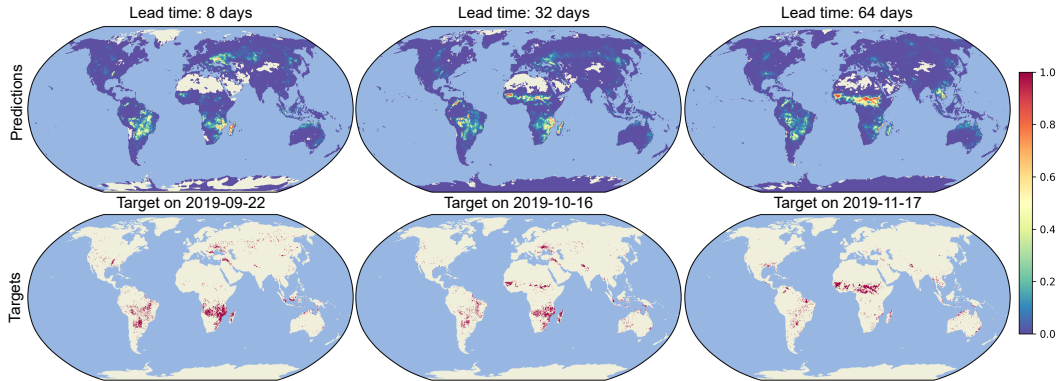 Lead time: 8 days
Lead time: 32 days
Lead time: 64 days
Predictions
Target on 2019-09-22
Target on 2019-10-16
Target on 2019-11-17
Targets
1.0
0.8
0.6
0.4
0.2
0.0